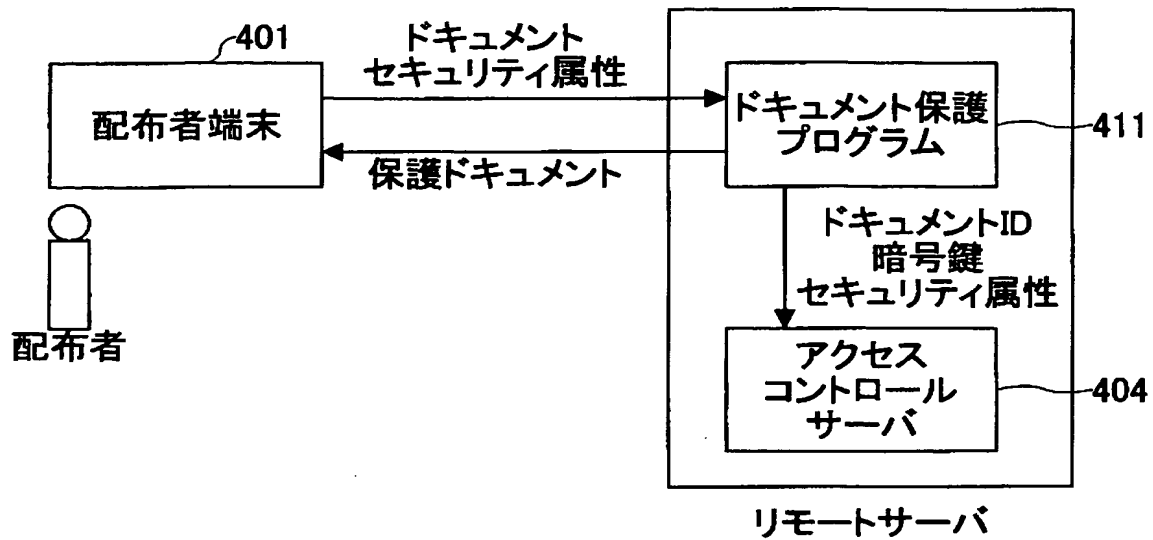 401
配布者端末
ドキュメント
セキュリティ属性
保護ドキュメント
ドキュメント保護
プログラム
411
ドキュメントID
暗号鍵
セキュリティ属性
アクセス
コントロール
サーバ
404
配布者
リモートサーバ